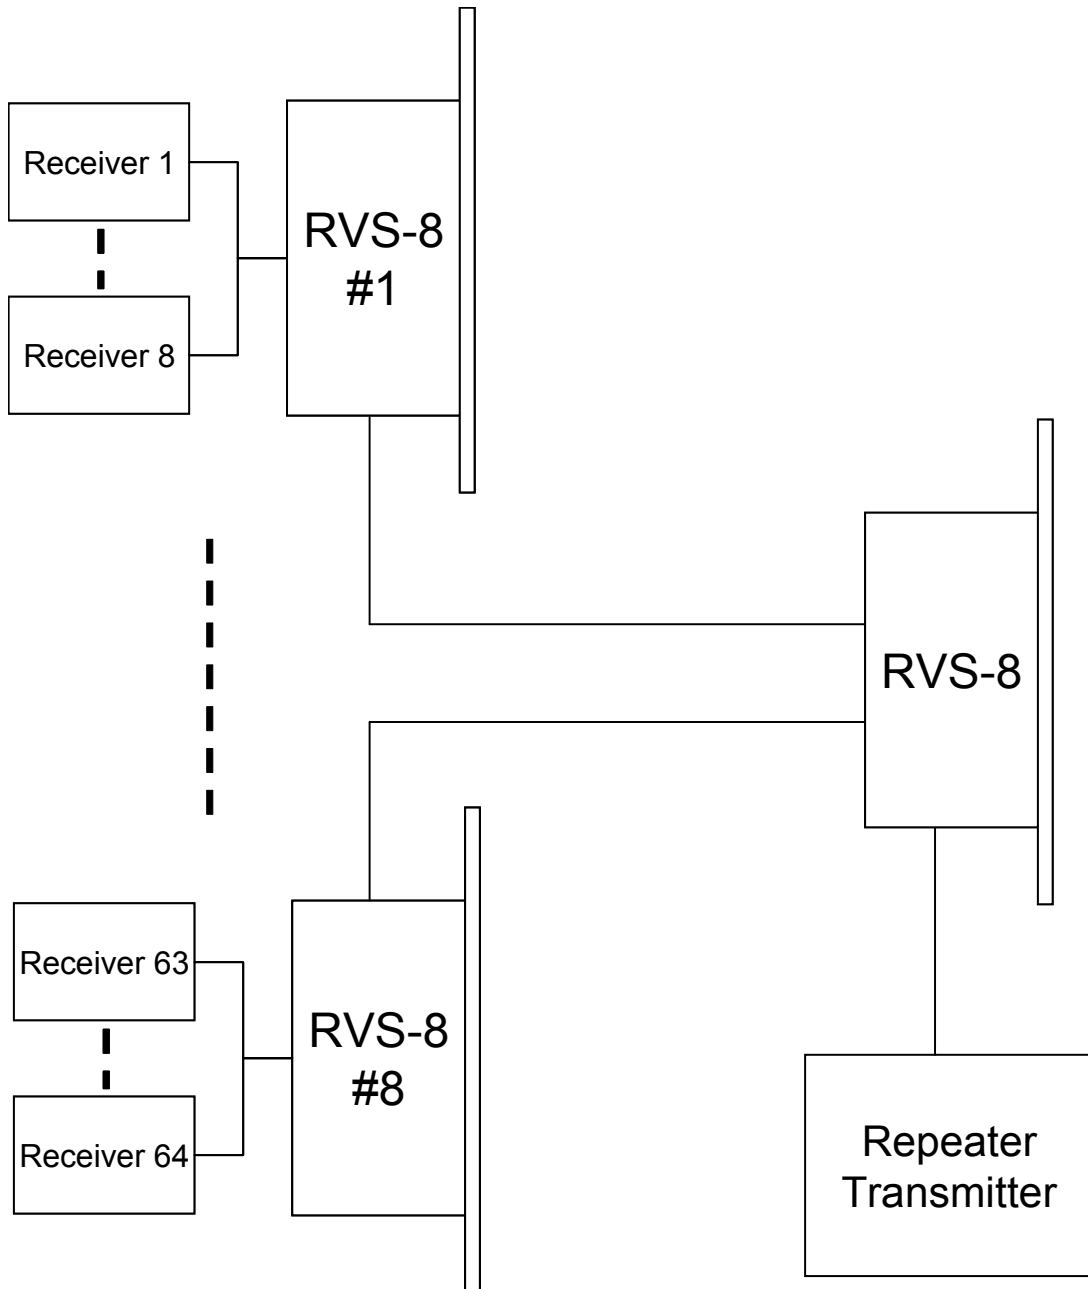 Receiver 1
RVS-8
#1
Receiver 8
RVS-8
Receiver 63
RVS-8
#8
Receiver 64
Repeater
Transmitter